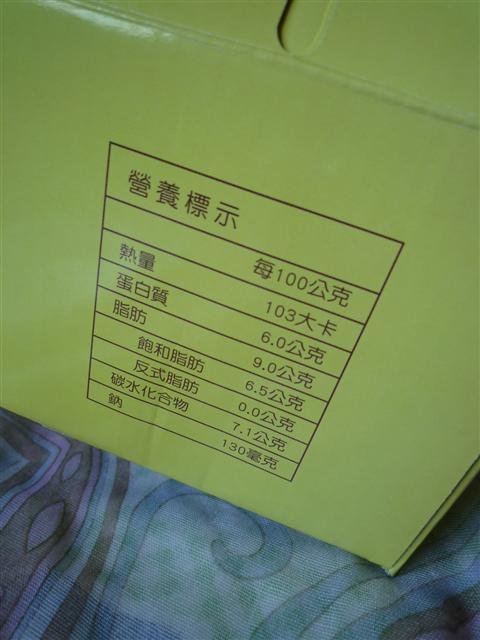 營養標示
每100公克
熱量 103大卡
蛋白質 6.0公克
脂肪 9.0公克
飽和脂肪 6.5公克
反式脂肪 0.0公克
碳水化合物 7.1公克
鈉 130毫克